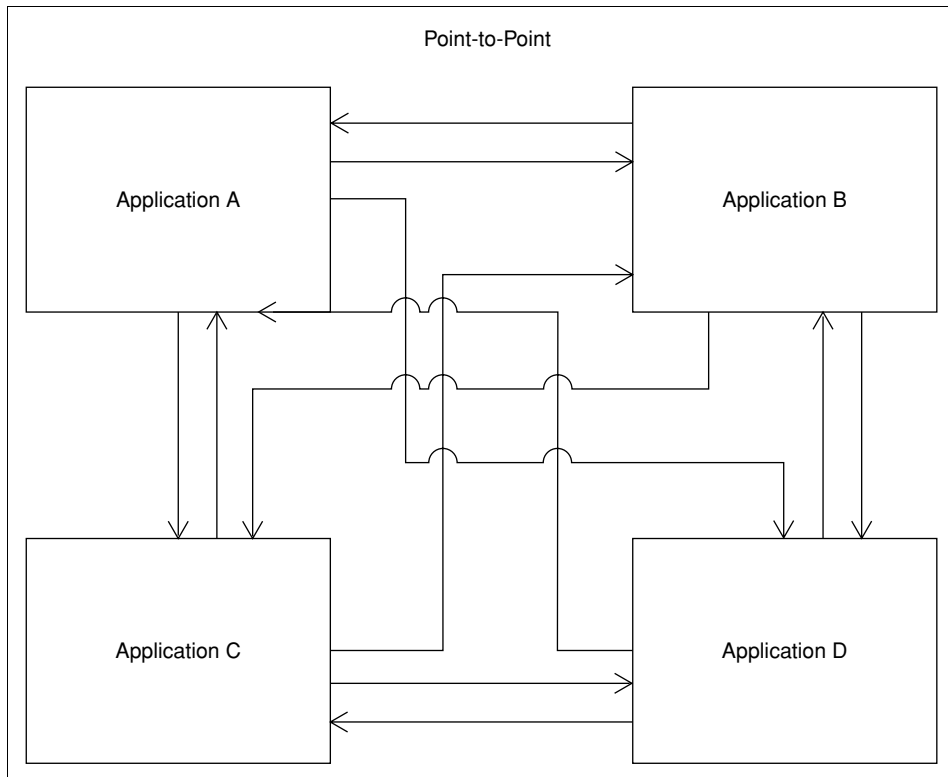 Point-to-Point
Application A
Application B
Application C
Application D